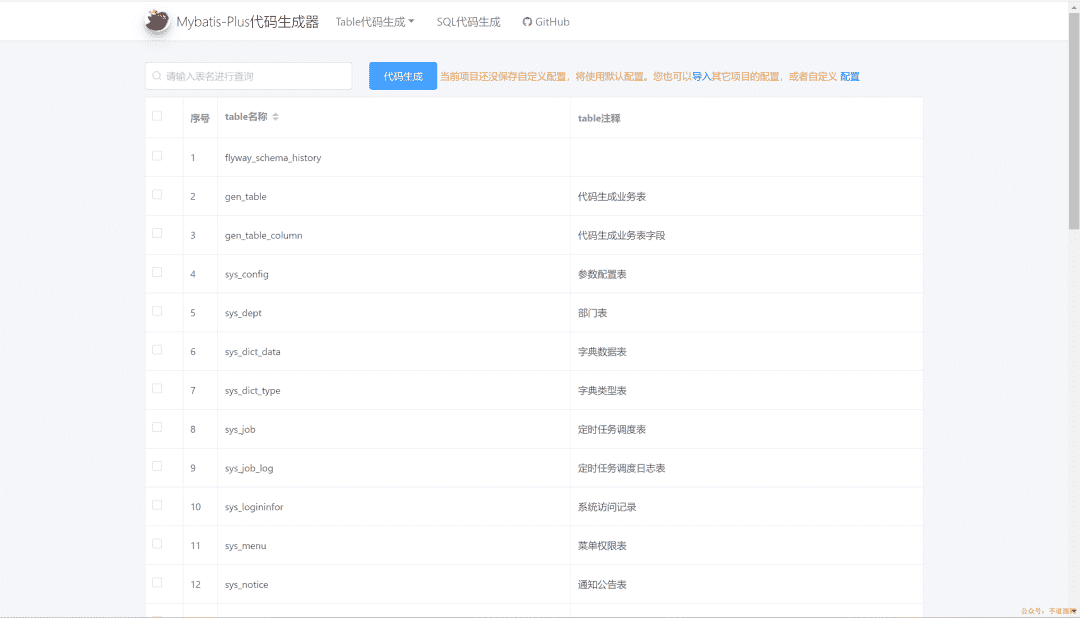 Mybatis-Plus代码生成器 Table代码生成 SQL代码生成 GitHub
请输入表名进行查询 代码生成 当前项目还没保存自定义配置，将使用默认配置。您也可以导入其它项目的配置，或者自定义 配置
序号 table名称 table注释
1 flyway_schema_history
2 gen_table 代码生成业务表
3 gen_table_column 代码生成业务表字段
4 sys_config 参数配置表
5 sys_dept 部门表
6 sys_dict_data 字典数据表
7 sys_dict_type 字典类型表
8 sys_job 定时任务调度表
9 sys_job_log 定时任务调度日志表
10 sys_logininfor 系统访问记录
11 sys_menu 菜单权限表
12 sys_notice 通知公告表
公众号：